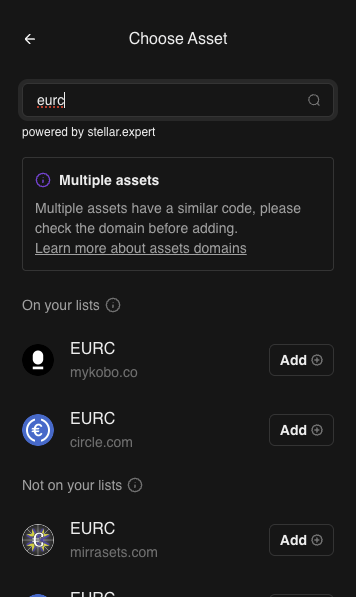 Choose Asset
eurc
powered by stellar.expert
Multiple assets
Multiple assets have a similar code, please
check the domain before adding.
Learn more about assets domains
On your lists
EURC
mykobo.co
Add
EURC
circle.com
Add
Not on your lists
EURC
mirrasets.com
Add
EURC